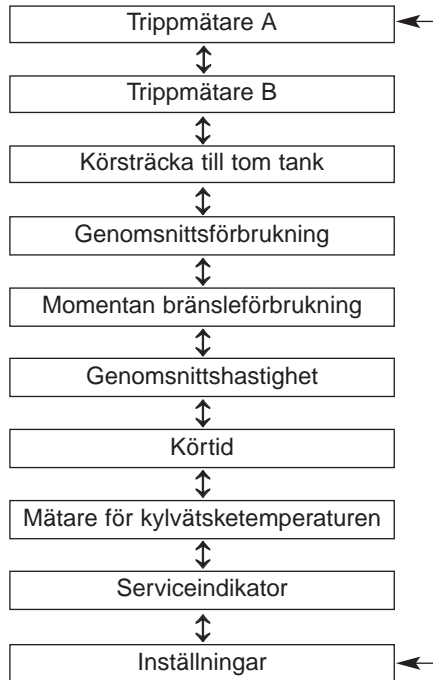 Trippmätare A
Trippmätare B
Körsträcka till tom tank
Genomsnittsförbrukning
Momentan bränsleförbrukning
Genomsnittshastighet
Körtid
Mätare för kylvätsketemperaturen
Serviceindikator
Inställningar